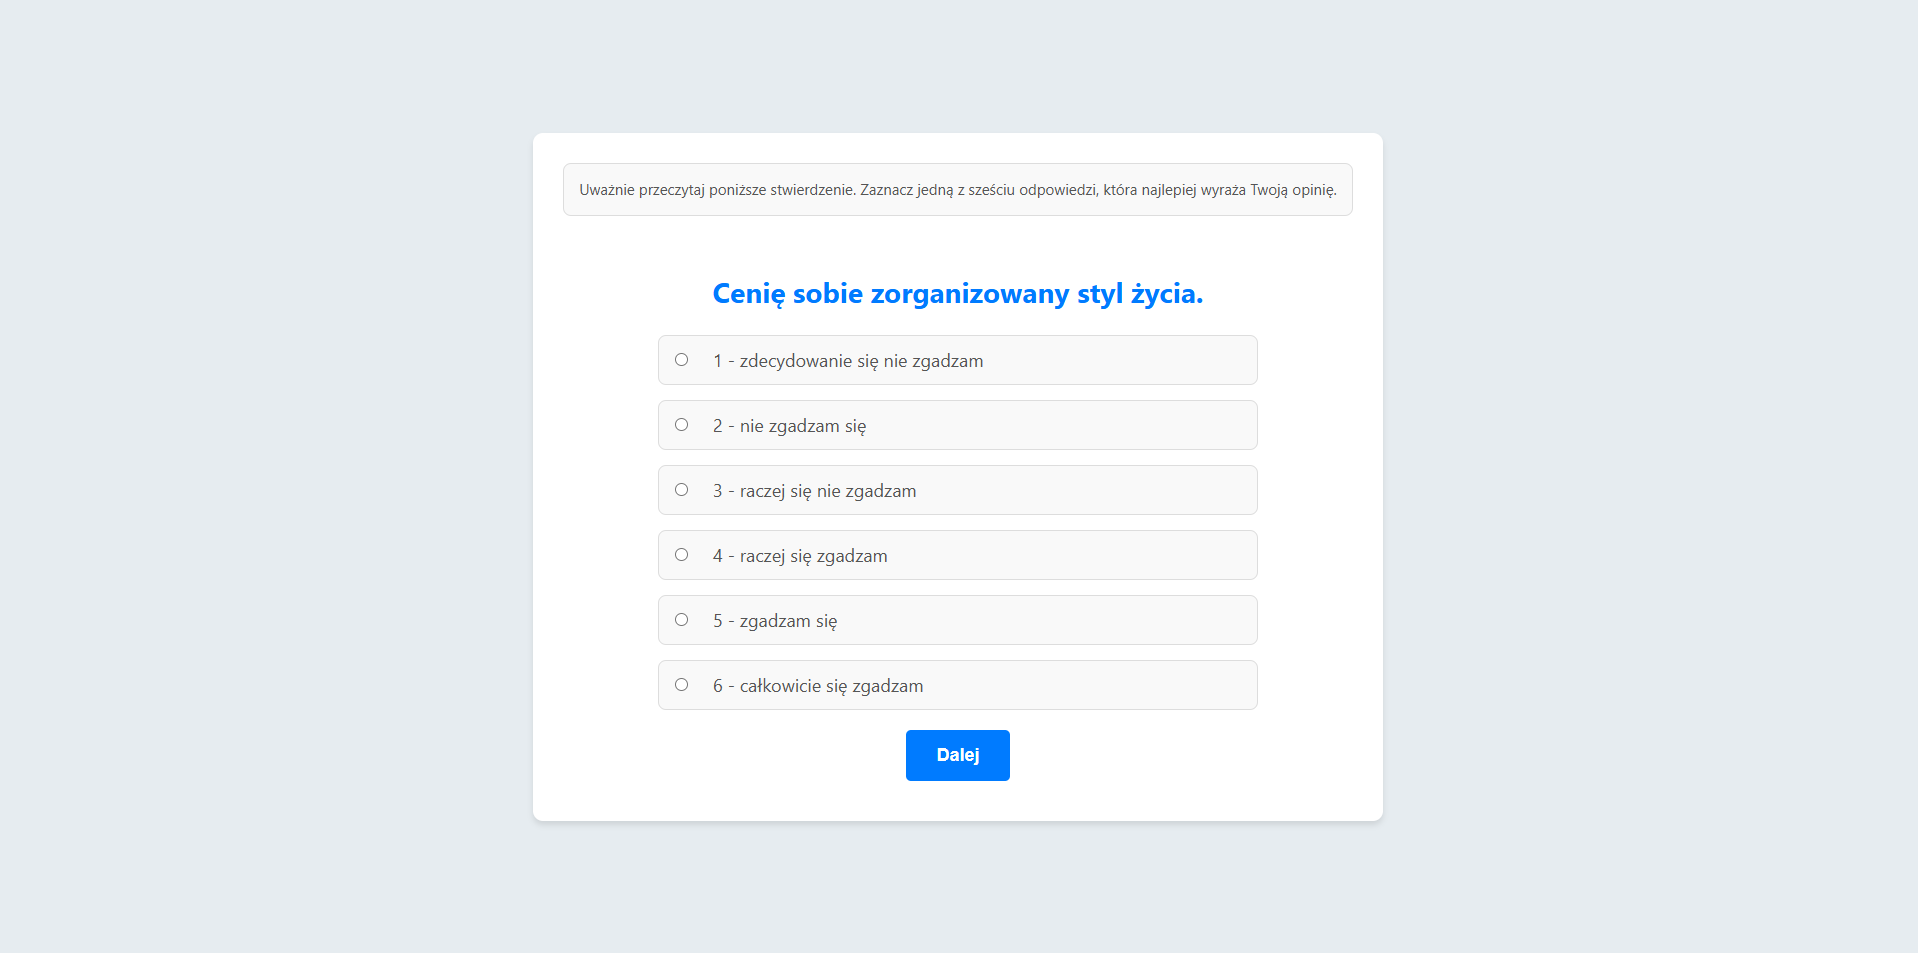 Uważnie przeczytaj poniższe stwierdzenie. Zaznacz jedną z sześciu odpowiedzi, która najlepiej wyraża Twoją opinię.
Cenię sobie zorganizowany styl życia.
1 - zdecydowanie się nie zgadzam
2 - nie zgadzam się
3 - raczej się nie zgadzam
4 - raczej się zgadzam
5 - zgadzam się
6 - całkowicie się zgadzam
Dalej